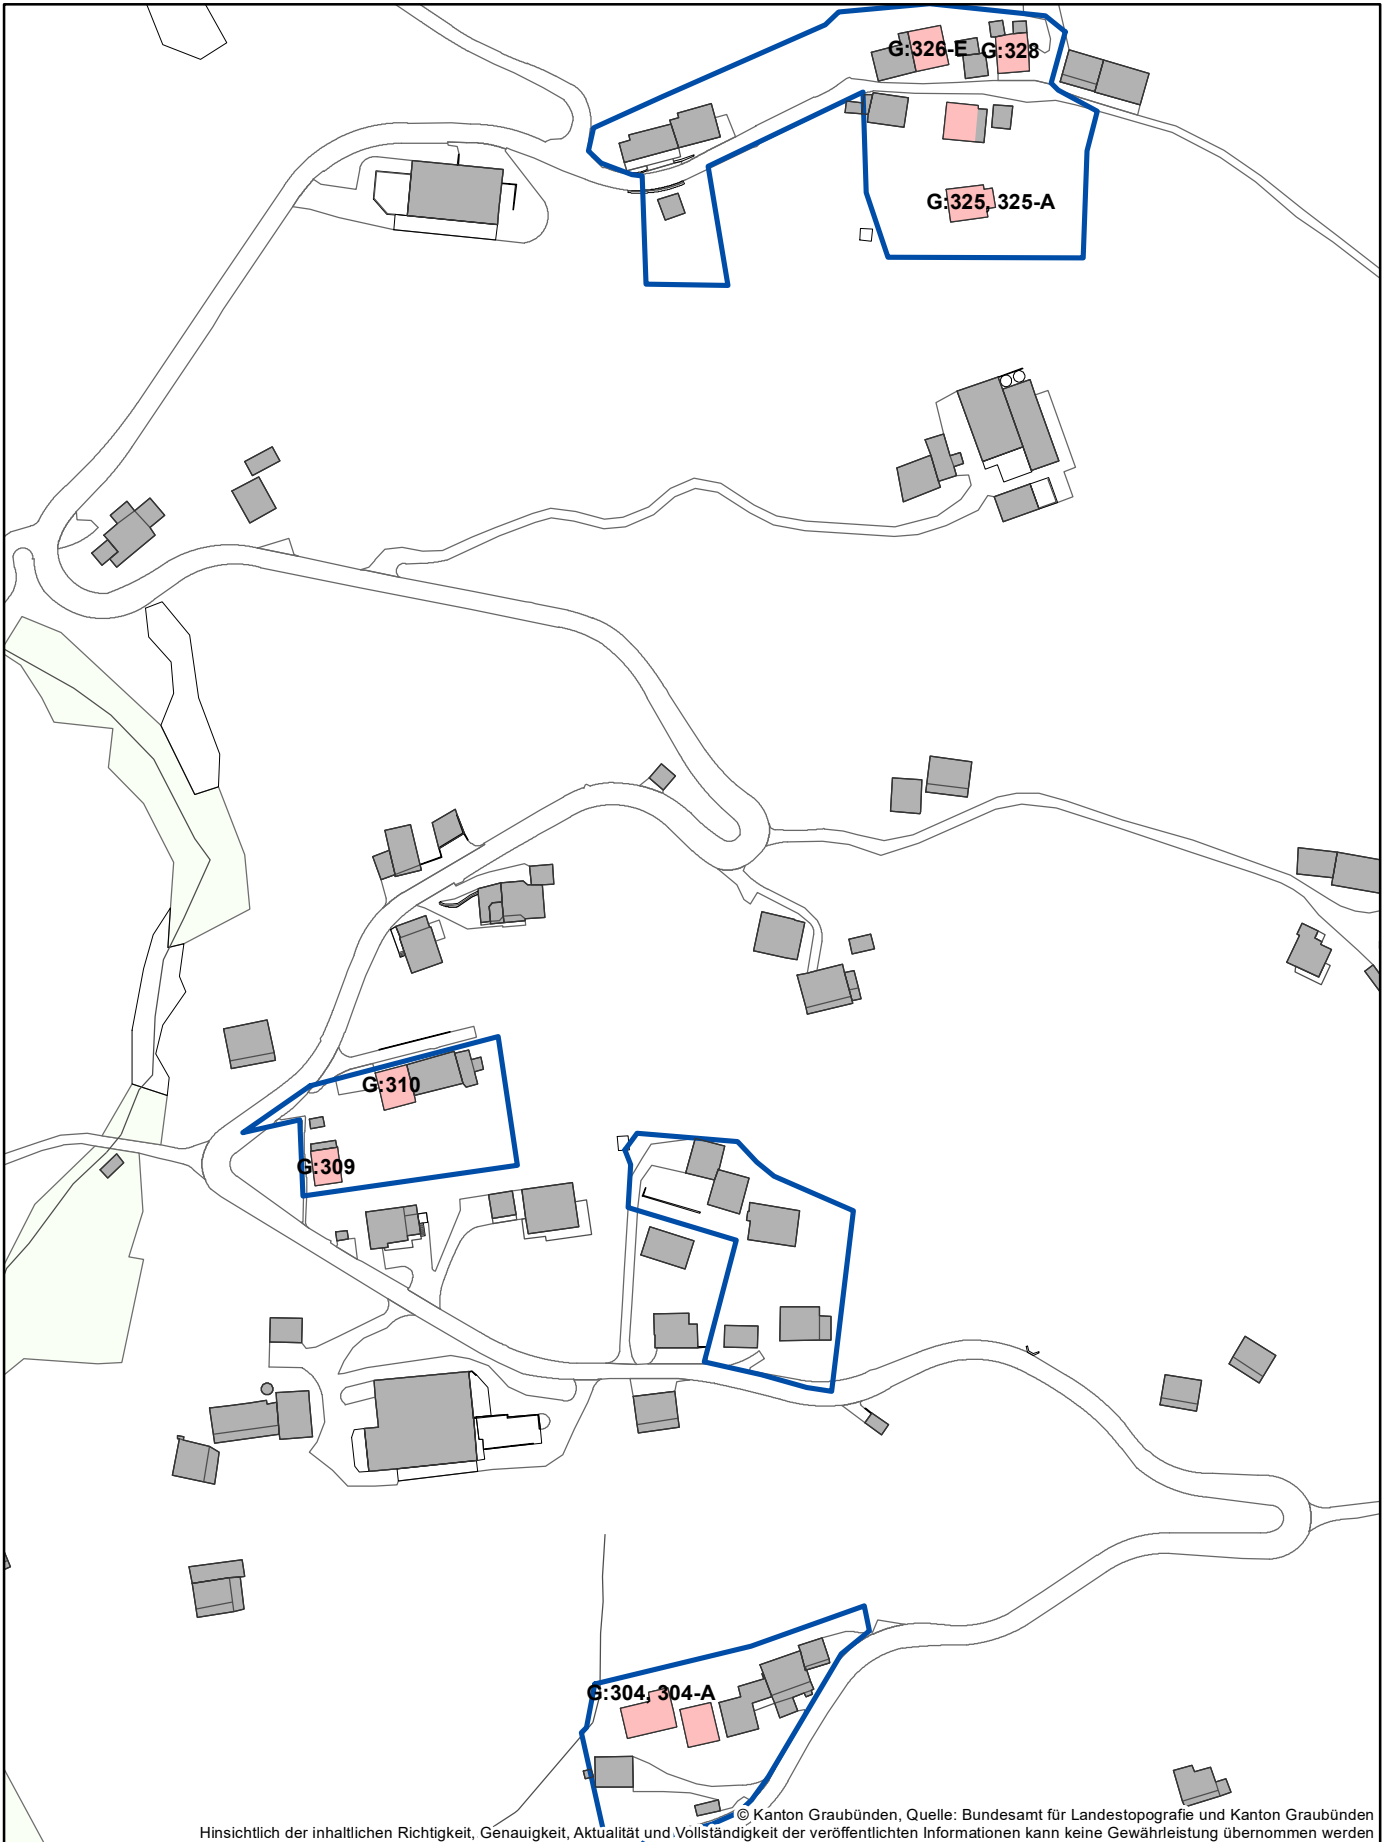 G:326-E
G:328
G:325, 325-A
G:310
G:309
G:304, 304-A
© Kanton Graubünden, Quelle: Bundesamt für Landestopografie und Kanton Graubünden
Hinsichtlich der inhaltlichen Richtigkeit, Genauigkeit, Aktualität und Vollständigkeit der veröffentlichten Informationen kann keine Gewährleistung übernommen werden